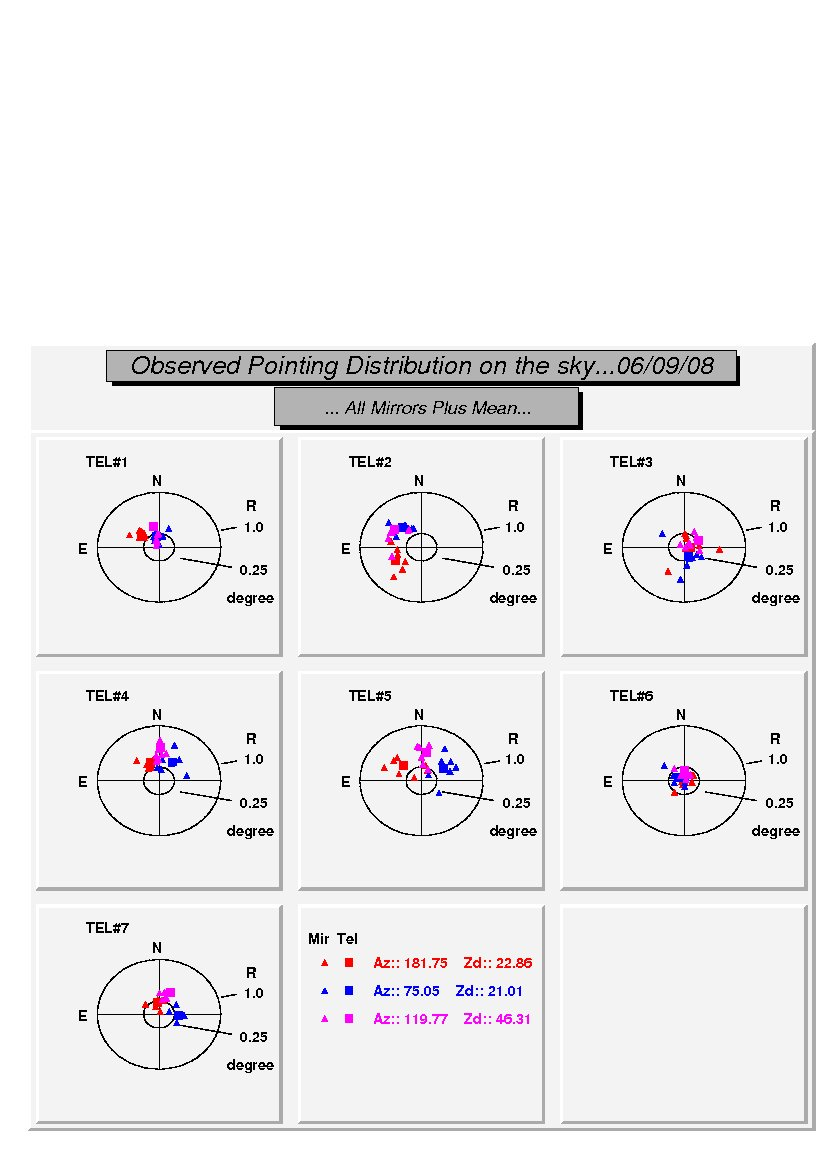 Observed Pointing Distribution on the sky...06/09/08
... All Mirrors Plus Mean...
TEL#1
N
R
1.0
E
0.25
degree
TEL#2
N
R
1.0
E
0.25
degree
TEL#3
N
R
1.0
E
0.25
degree
TEL#4
N
R
1.0
E
0.25
degree
TEL#5
N
R
1.0
E
0.25
degree
TEL#6
N
R
1.0
E
0.25
degree
TEL#7
N
R
1.0
E
0.25
degree
Mir Tel
Az:: 181.75 Zd:: 22.86
Az:: 75.05 Zd:: 21.01
Az:: 119.77 Zd:: 46.31